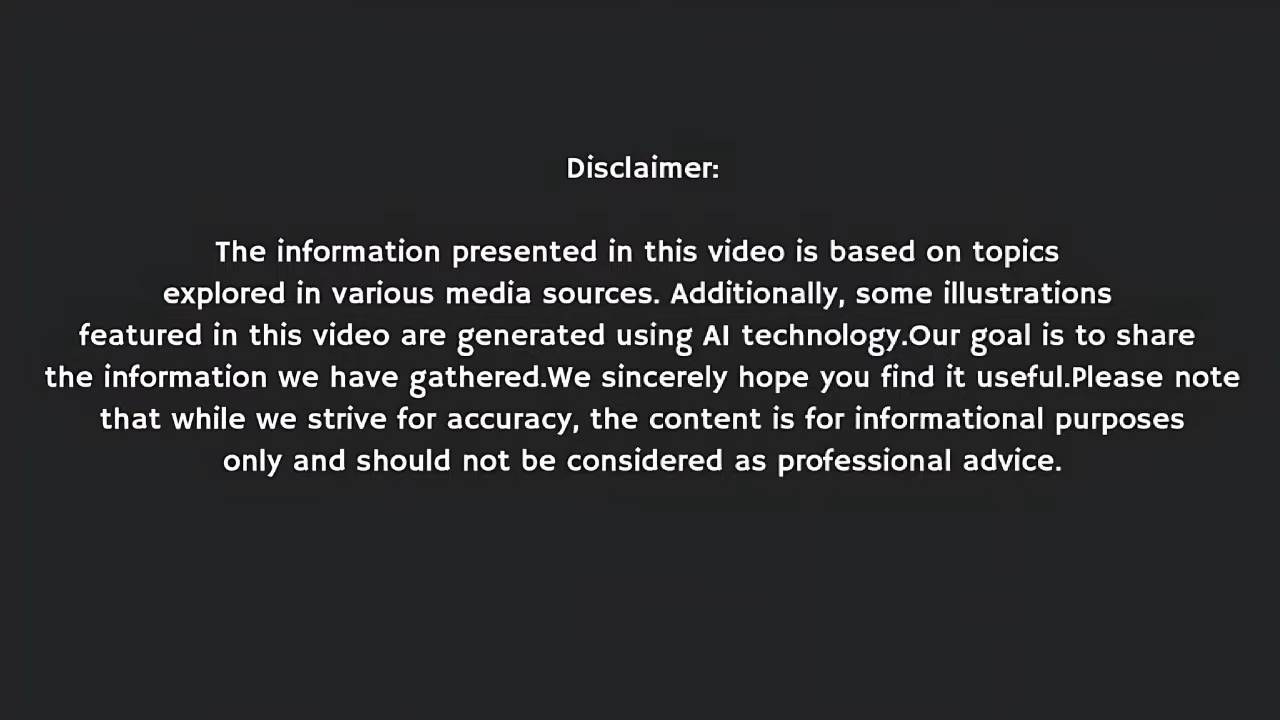 Disclaimer:
The information presented in this video is based on topics
explored in various media sources. Additionally, some illustrations
featured in this video are generated using AI technology.Our goal is to share
the information we have gathered.We sincerely hope you find it useful.Please note
that while we strive for accuracy, the content is for informational purposes
only and should not be considered as professional advice.